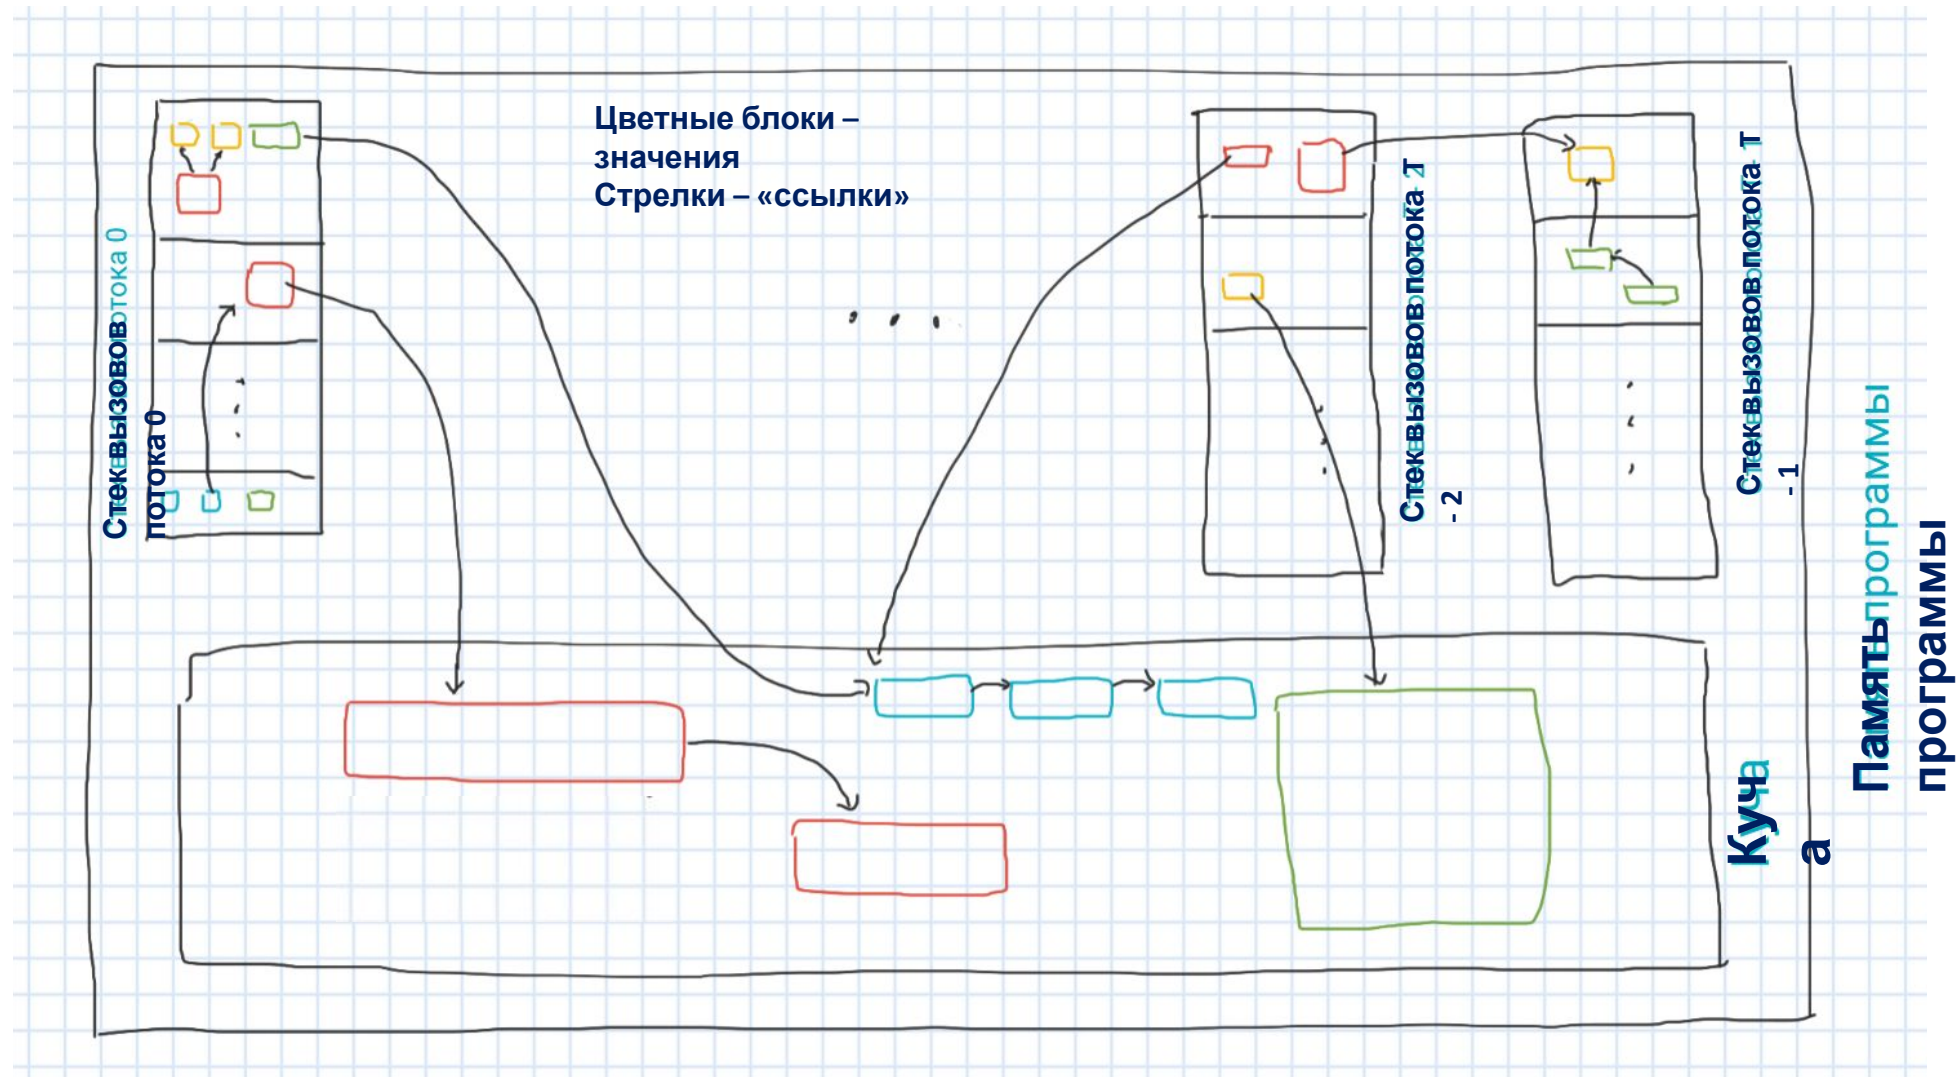 Цветные блоки –
значения
Стрелки – «ссылки»
Стек вызовов
потока 0
Стек вызовов потока T
- 2
Стек вызовов потока T
- 1
Память
программы
Куч
а